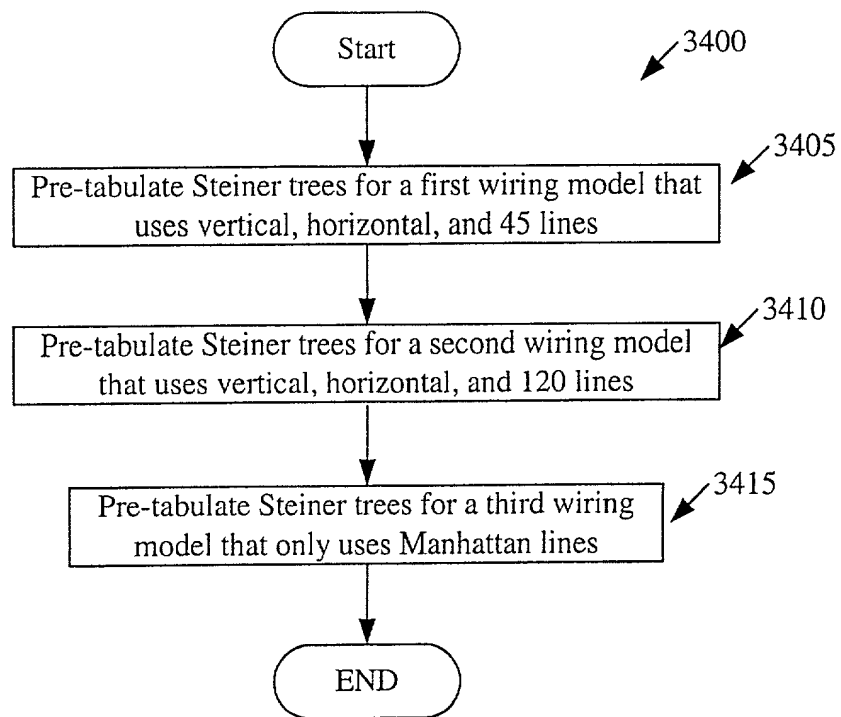 Start
3400
3405
Pre-tabulate Steiner trees for a first wiring model that
uses vertical, horizontal, and 45 lines
3410
Pre-tabulate Steiner trees for a second wiring model
that uses vertical, horizontal, and 120 lines
3415
Pre-tabulate Steiner trees for a third wiring
model that only uses Manhattan lines
END